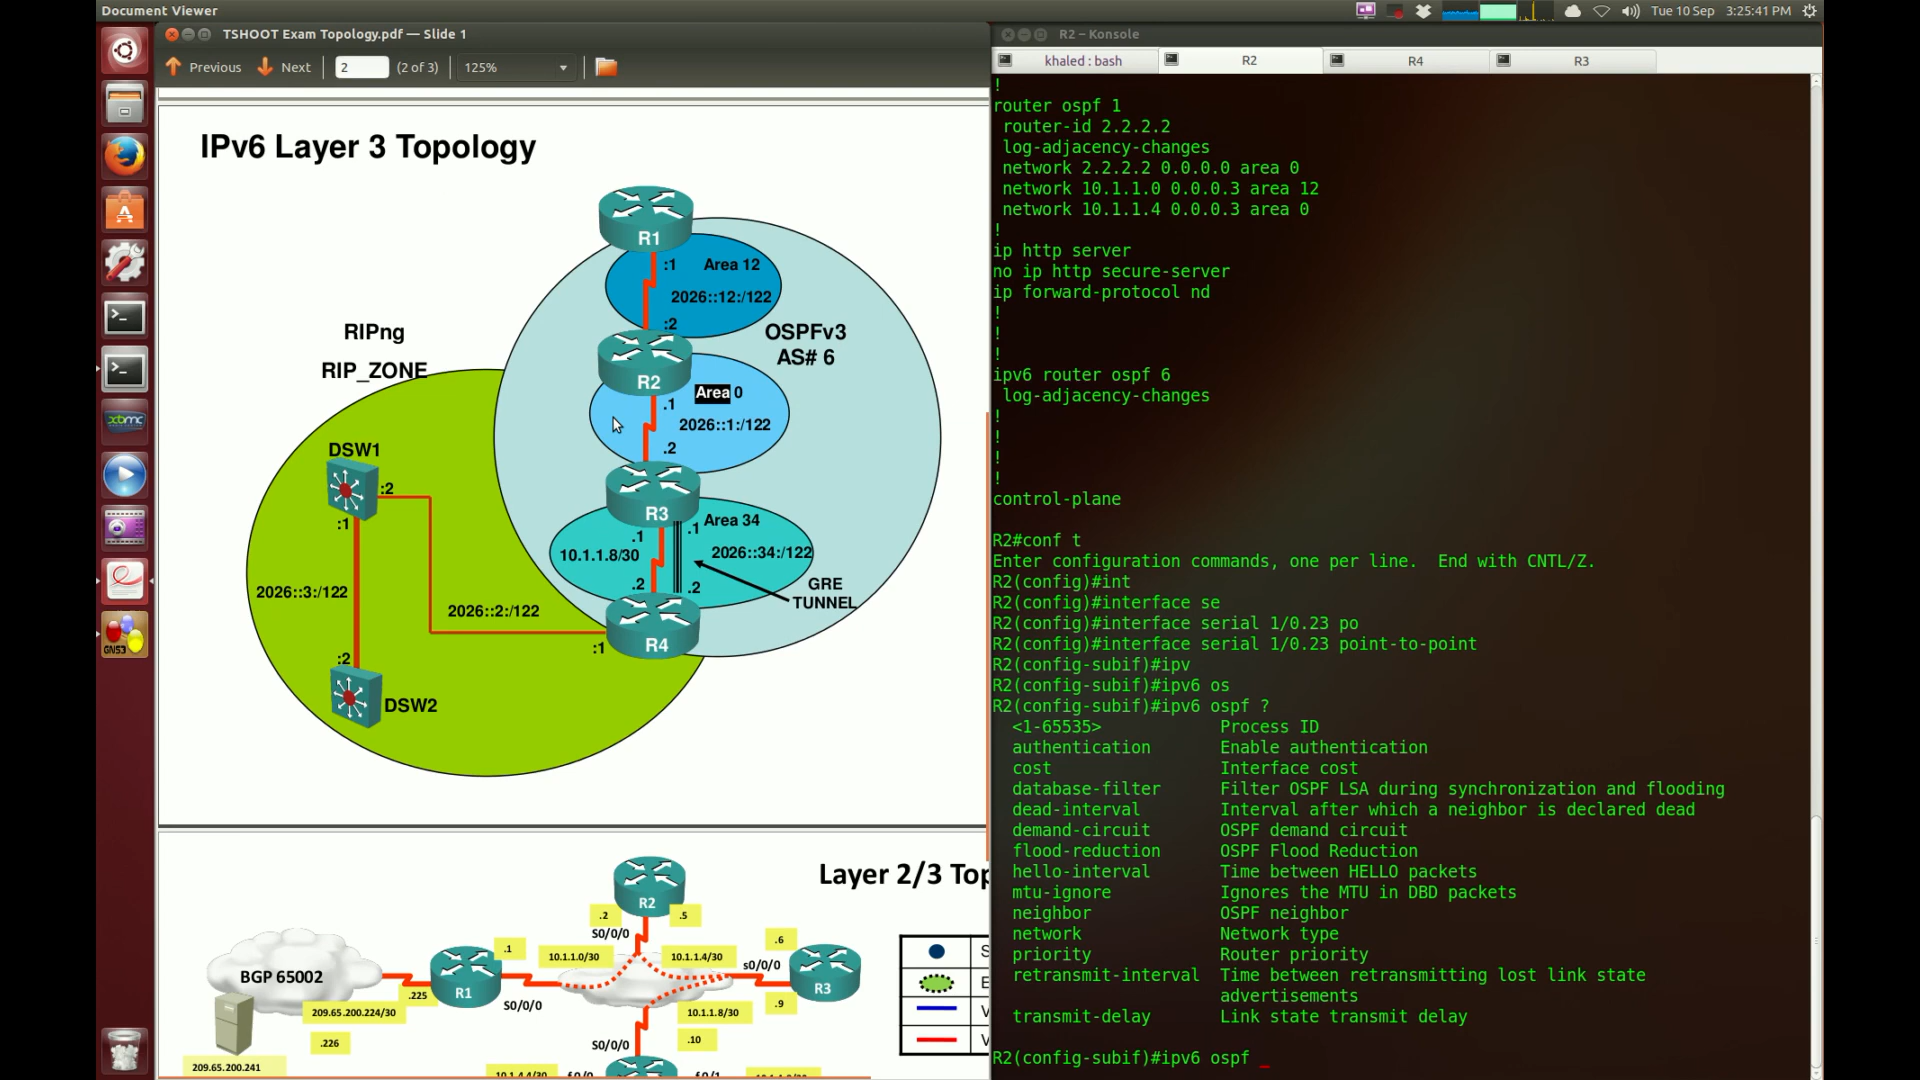 Document Viewer
Tue 10 Sep 3:25:41 PM
TSHOOT Exam Topology.pdf — Slide 1
Previous
Next
2
(2 of 3)
125%
IPv6 Layer 3 Topology
R1
:1
Area 12
2026::12:/122
:2
OSPFv3
AS# 6
RIPng
RIP_ZONE
R2
Area 0
.1
2026::1:/122
.2
DSW1
:2
:1
R3
Area 34
.1
.1
10.1.1.8/30
2026::34:/122
.2
.2
GRE
TUNNEL
2026::3:/122
2026::2:/122
R4
:1
:2
DSW2
Layer 2/3 Top
R2
.2
.5
S0/0/0
.1
10.1.1.0/30
10.1.1.4/30
.6
s0/0/0
BGP 65002
R1
R3
.225
S0/0/0
.9
209.65.200.224/30
10.1.1.8/30
.226
S0/0/0
.10
209.65.200.241
10.1.4.4/30
f0/0
f0/1
S
E
V
V
xbmc
GNS3
R2 – Konsole
khaled : bash
R2
R4
R3
!
router ospf 1
router-id 2.2.2.2
log-adjacency-changes
network 2.2.2.2 0.0.0.0 area 0
network 10.1.1.0 0.0.0.3 area 12
network 10.1.1.4 0.0.0.3 area 0
!
ip http server
no ip http secure-server
ip forward-protocol nd
!
!
!
ipv6 router ospf 6
log-adjacency-changes
!
!
!
!
control-plane
R2#conf t
Enter configuration commands, one per line.  End with CNTL/Z.
R2(config)#int
R2(config)#interface se
R2(config)#interface serial 1/0.23 po
R2(config)#interface serial 1/0.23 point-to-point
R2(config-subif)#ipv
R2(config-subif)#ipv6 os
R2(config-subif)#ipv6 ospf ?
<1-65535>            Process ID
authentication       Enable authentication
cost                 Interface cost
database-filter      Filter OSPF LSA during synchronization and flooding
dead-interval        Interval after which a neighbor is declared dead
demand-circuit       OSPF demand circuit
flood-reduction      OSPF Flood Reduction
hello-interval       Time between HELLO packets
mtu-ignore           Ignores the MTU in DBD packets
neighbor             OSPF neighbor
network              Network type
priority             Router priority
retransmit-interval  Time between retransmitting lost link state
advertisements
transmit-delay       Link state transmit delay
R2(config-subif)#ipv6 ospf _